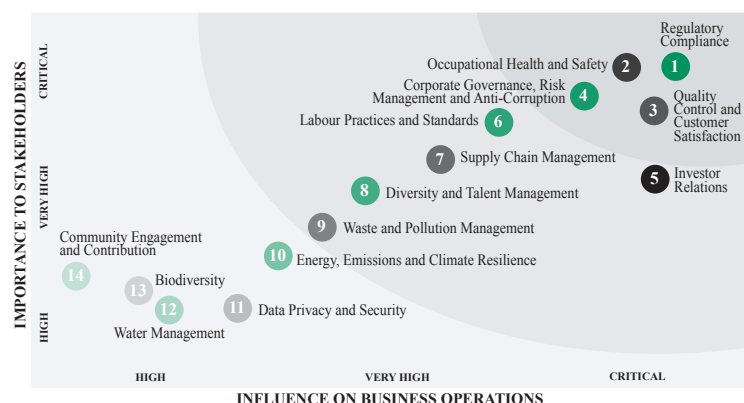 IMPORTANCE TO STAKEHOLDERS
CRITICAL
VERY HIGH
HIGH
Regulatory
Compliance
1
Occupational Health and Safety
2
Corporate Governance, Risk
Management and Anti-Corruption
4
Quality
Control and
Customer
Satisfaction
3
Labour Practices and Standards
6
7
Supply Chain Management
5
Investor
Relations
8
Diversity and Talent Management
9
Waste and Pollution Management
Community Engagement
and Contribution
14
10
Energy, Emissions and Climate Resilience
Biodiversity
13
12
Water Management
11
Data Privacy and Security
HIGH
VERY HIGH
CRITICAL
INFLUENCE ON BUSINESS OPERATIONS